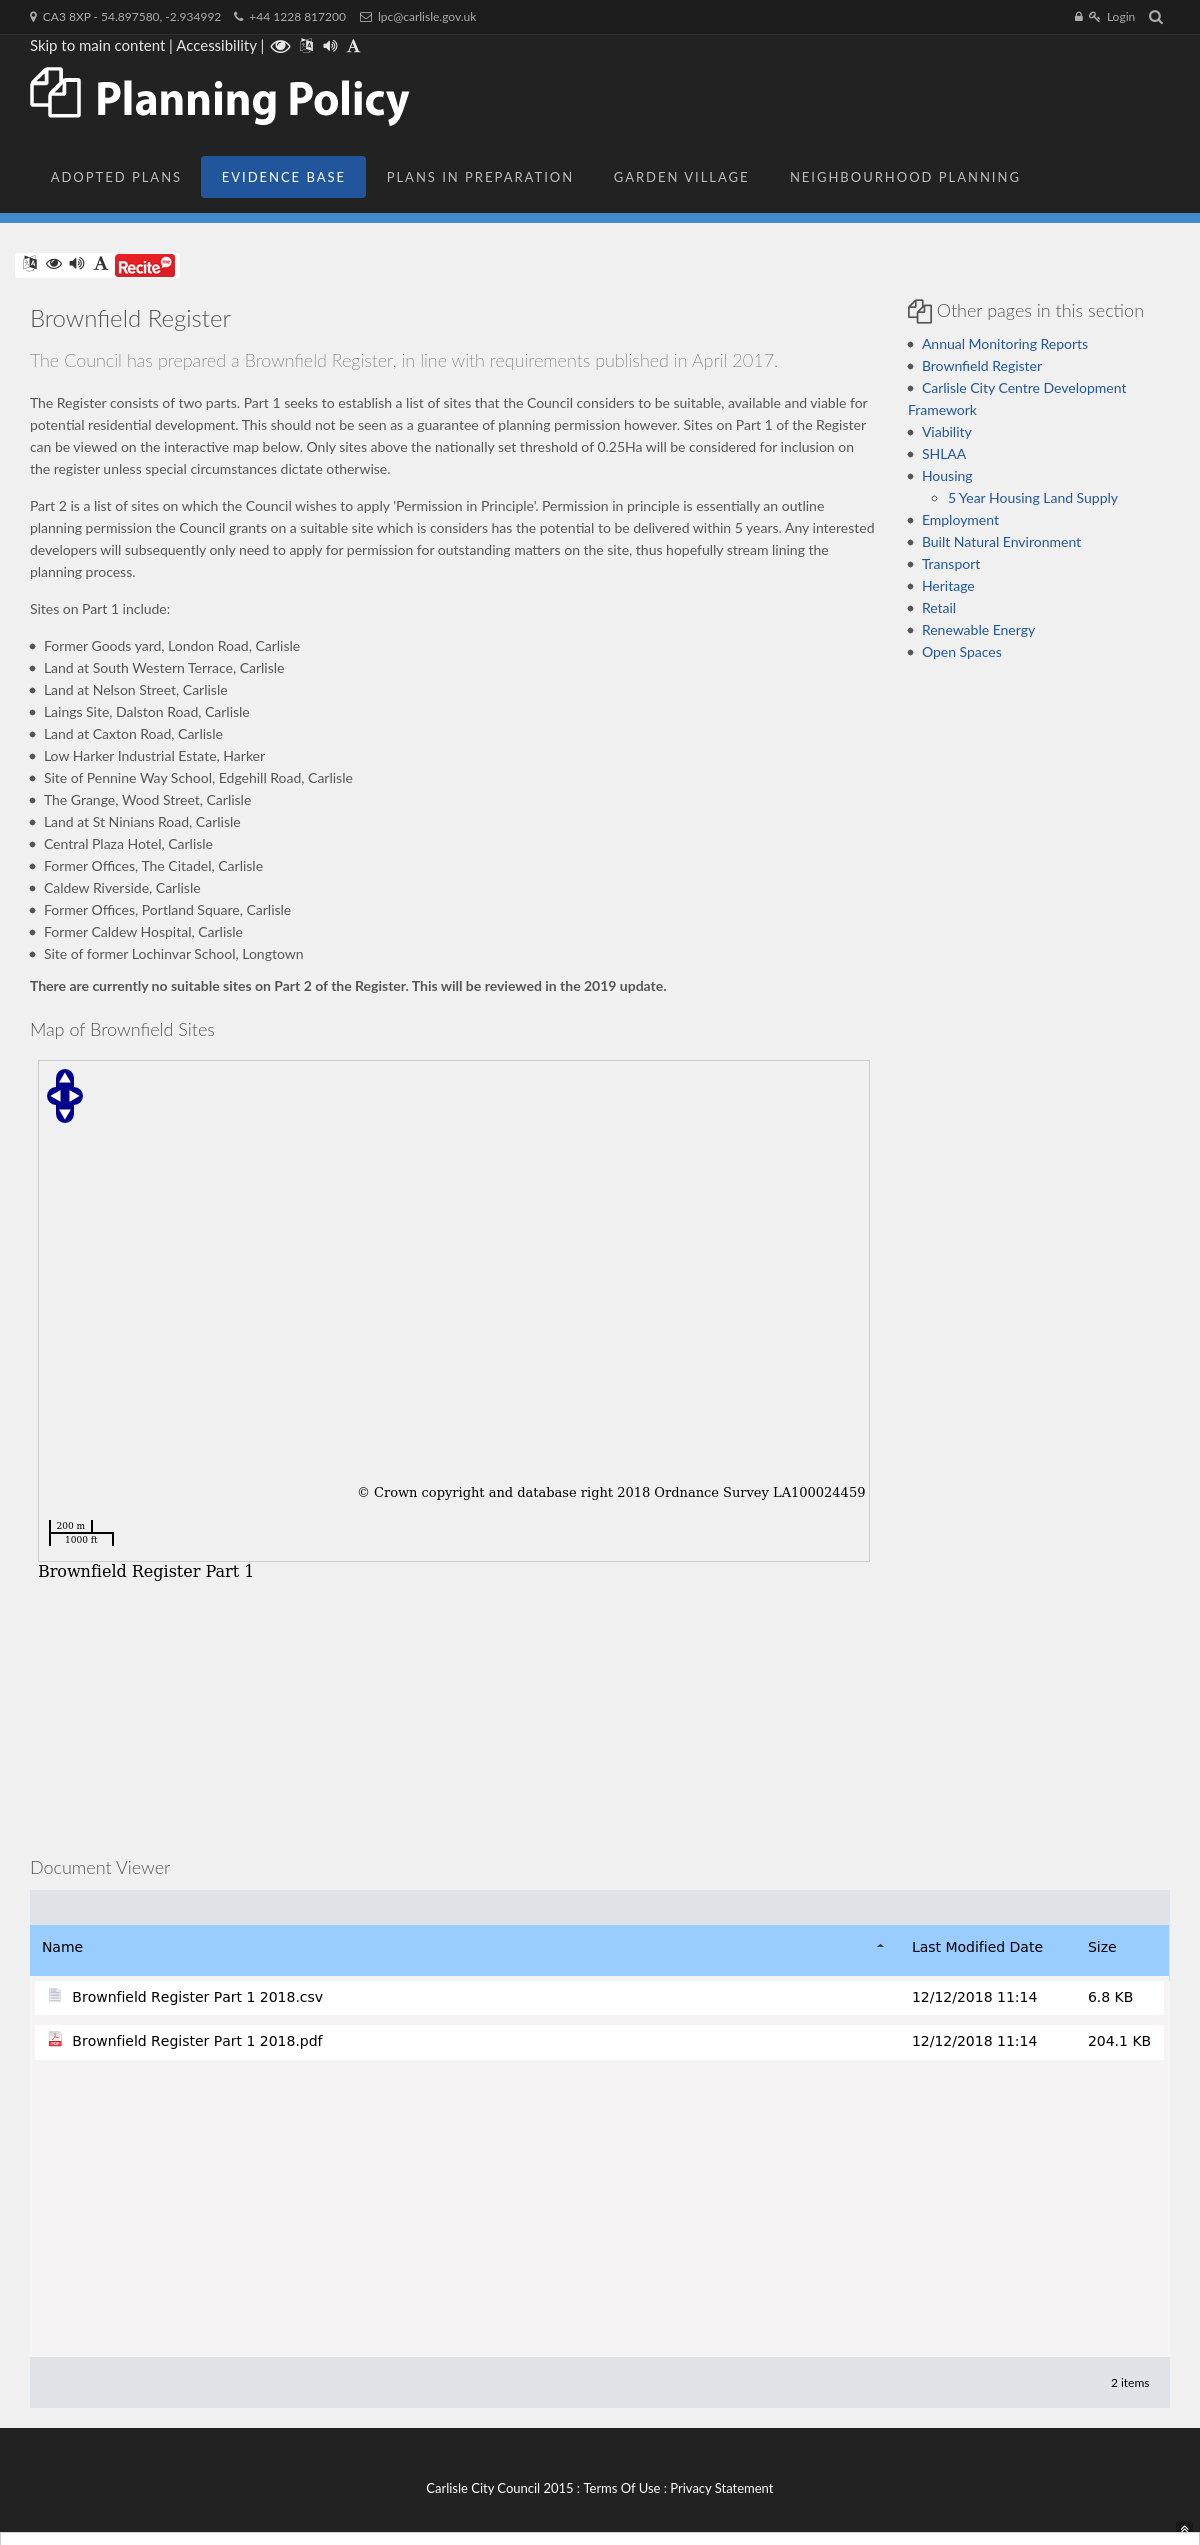 CA3 8XP - 54.897580, -2.934992 +44 1228 817200 lpc@carlisle.gov.uk Login
Skip to main content | Accessibility |
Planning Policy
ADOPTED PLANS EVIDENCE BASE PLANS IN PREPARATION GARDEN VILLAGE NEIGHBOURHOOD PLANNING
Recite me
Brownfield Register
The Council has prepared a Brownfield Register, in line with requirements published in April 2017.
The Register consists of two parts. Part 1 seeks to establish a list of sites that the Council considers to be suitable, available and viable for
potential residential development. This should not be seen as a guarantee of planning permission however. Sites on Part 1 of the Register
can be viewed on the interactive map below. Only sites above the nationally set threshold of 0.25Ha will be considered for inclusion on
the register unless special circumstances dictate otherwise.
Part 2 is a list of sites on which the Council wishes to apply 'Permission in Principle'. Permission in principle is essentially an outline
planning permission the Council grants on a suitable site which is considers has the potential to be delivered within 5 years. Any interested
developers will subsequently only need to apply for permission for outstanding matters on the site, thus hopefully stream lining the
planning process.
Sites on Part 1 include:
Former Goods yard, London Road, Carlisle
Land at South Western Terrace, Carlisle
Land at Nelson Street, Carlisle
Laings Site, Dalston Road, Carlisle
Land at Caxton Road, Carlisle
Low Harker Industrial Estate, Harker
Site of Pennine Way School, Edgehill Road, Carlisle
The Grange, Wood Street, Carlisle
Land at St Ninians Road, Carlisle
Central Plaza Hotel, Carlisle
Former Offices, The Citadel, Carlisle
Caldew Riverside, Carlisle
Former Offices, Portland Square, Carlisle
Former Caldew Hospital, Carlisle
Site of former Lochinvar School, Longtown
There are currently no suitable sites on Part 2 of the Register. This will be reviewed in the 2019 update.
Map of Brownfield Sites
© Crown copyright and database right 2018 Ordnance Survey LA100024459
200 m
1000 ft
Brownfield Register Part 1
Other pages in this section
Annual Monitoring Reports
Brownfield Register
Carlisle City Centre Development
Framework
Viability
SHLAA
Housing
5 Year Housing Land Supply
Employment
Built Natural Environment
Transport
Heritage
Retail
Renewable Energy
Open Spaces
Document Viewer
Name Last Modified Date Size
Brownfield Register Part 1 2018.csv 12/12/2018 11:14 6.8 KB
Brownfield Register Part 1 2018.pdf 12/12/2018 11:14 204.1 KB
2 items
Carlisle City Council 2015 : Terms Of Use : Privacy Statement